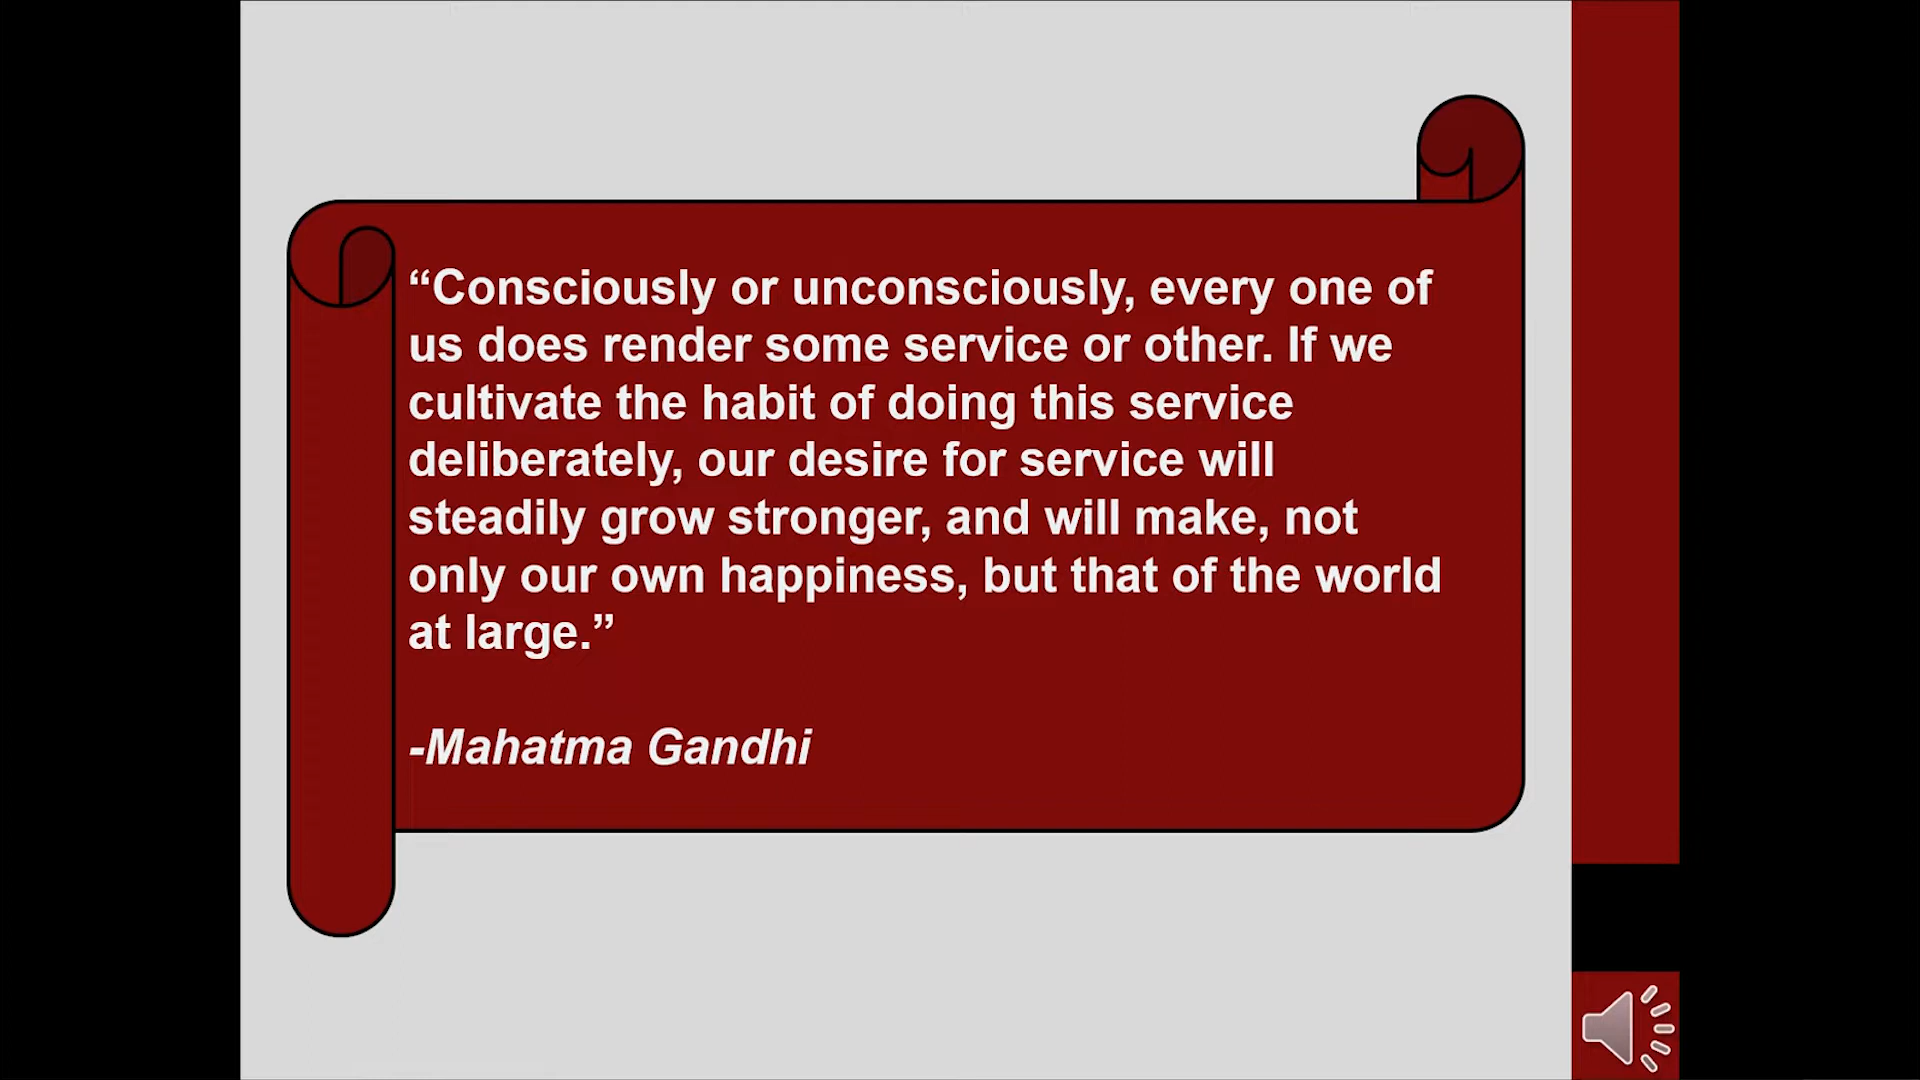 “Consciously or unconsciously, every one of
us does render some service or other. If we
cultivate the habit of doing this service
deliberately, our desire for service will
steadily grow stronger, and will make, not
only our own happiness, but that of the world
at large.”
-Mahatma Gandhi